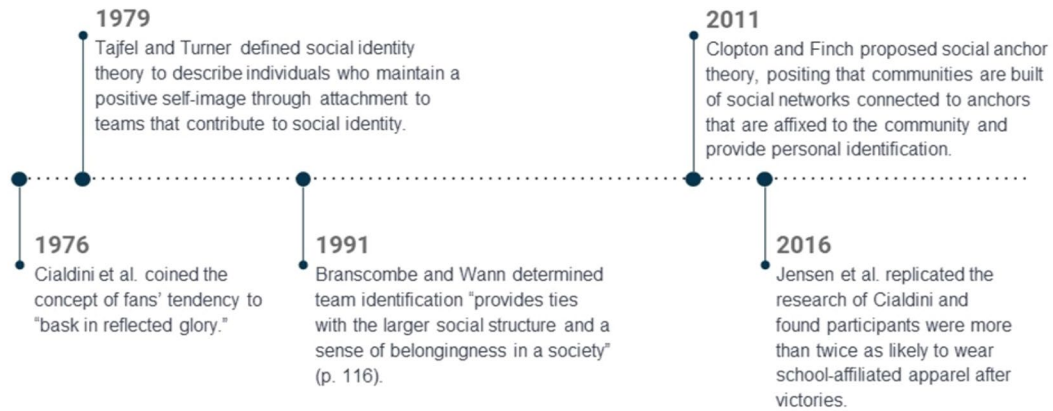 1979
Tajfel and Turner defined social identity
theory to describe individuals who maintain a
positive self-image through attachment to
teams that contribute to social identity.
2011
Clopton and Finch proposed social anchor
theory, positing that communities are built
of social networks connected to anchors
that are affixed to the community and
provide personal identification.
1976
Cialdini et al. coined the
concept of fans’ tendency to
“bask in reflected glory.”
1991
Branscombe and Wann determined
team identification “provides ties
with the larger social structure and a
sense of belongingness in a society”
(p. 116).
2016
Jensen et al. replicated the
research of Cialdini and
found participants were more
than twice as likely to wear
school-affiliated apparel after
victories.